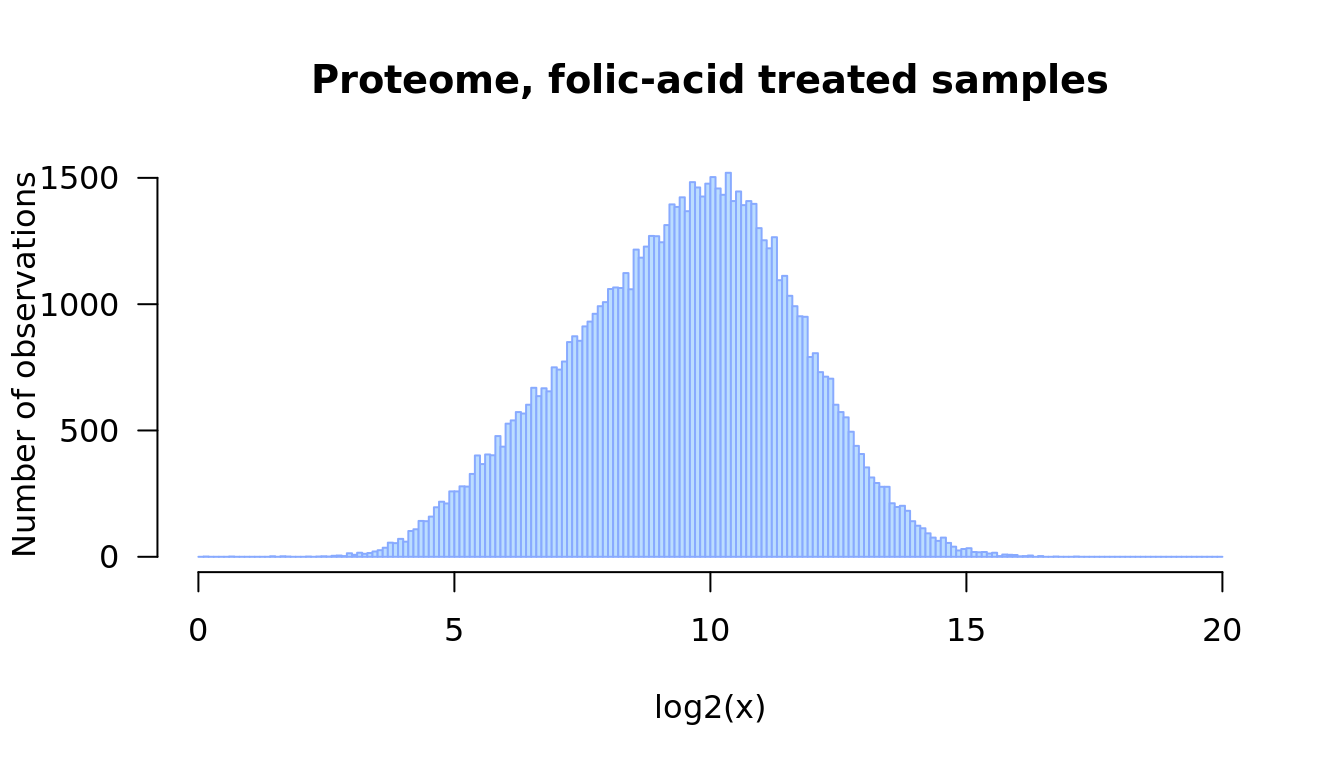 Proteome, folic-acid treated samples
Number of observations
1500
1000
500
0
0 5 10 15 20
log2(x)